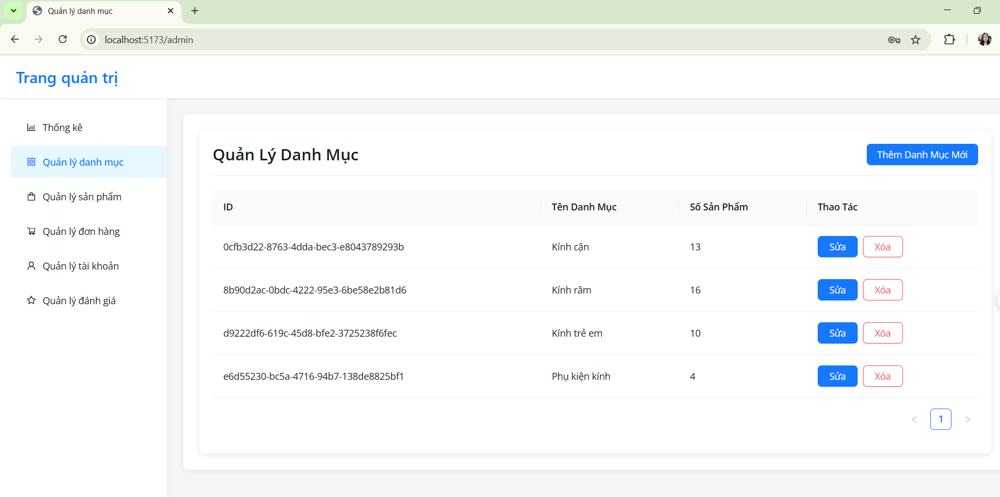 Quản lý danh mục
localhost:5173/admin
Trang quản trị
Thống kê
Quản lý danh mục
Quản lý sản phẩm
Quản lý đơn hàng
Quản lý tài khoản
Quản lý đánh giá
Quản Lý Danh Mục
Thêm Danh Mục Mới
ID Tên Danh Mục Số Sản Phẩm Thao Tác
0cfb3d22-8763-4dda-bec3-e8043789293b Kính cận 13 Sửa Xóa
8b90d2ac-0bdc-4222-95e3-6be58e2b81d6 Kính râm 16 Sửa Xóa
d9222df6-619c-45d8-bfe2-3725238f6fec Kính trẻ em 10 Sửa Xóa
e6d55230-bc5a-4716-94b7-138de8825bf1 Phụ kiện kính 4 Sửa Xóa
1